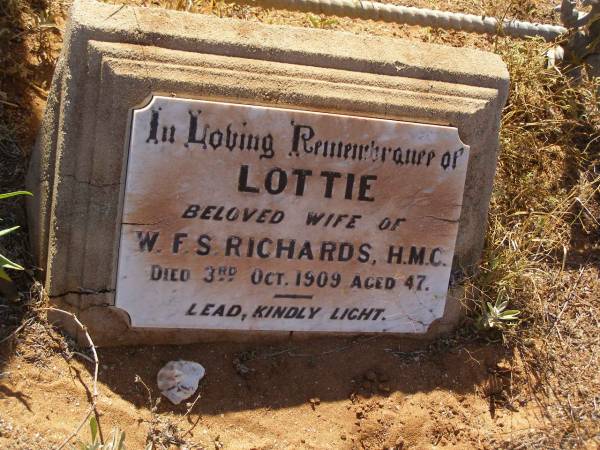 In Loving Remembrance of
LOTTIE
BELOVED WIFE OF
W. F. S. RICHARDS, H.M.C.
DIED 3RD OCT. 1909 AGED 47.
LEAD, KINDLY LIGHT.